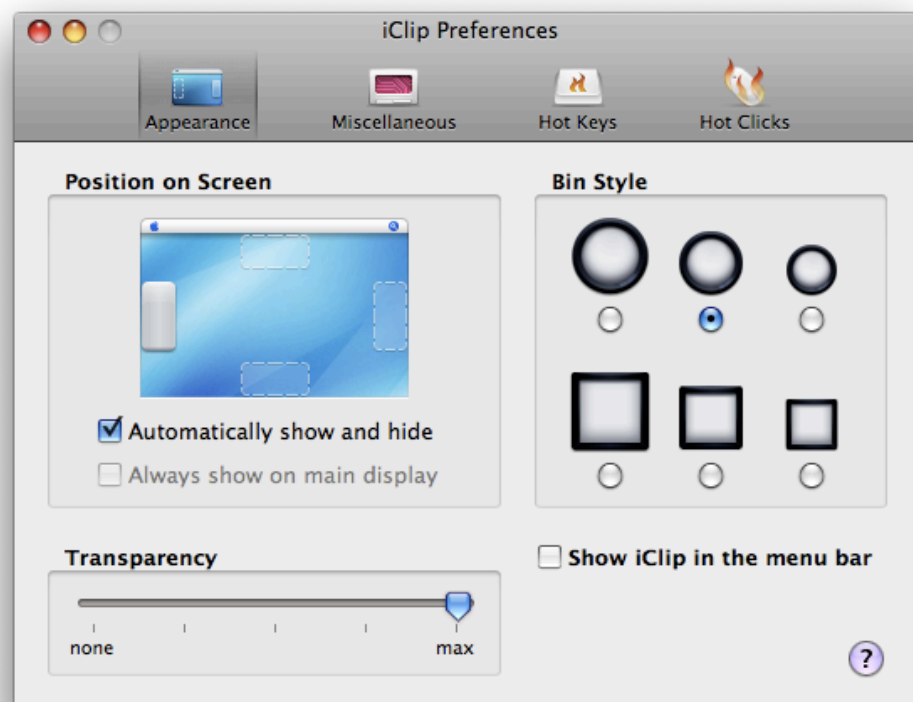 iClip Preferences
Appearance
Miscellaneous
Hot Keys
Hot Clicks
Position on Screen
Automatically show and hide
Always show on main display
Bin Style
Transparency
none
max
Show iClip in the menu bar
?